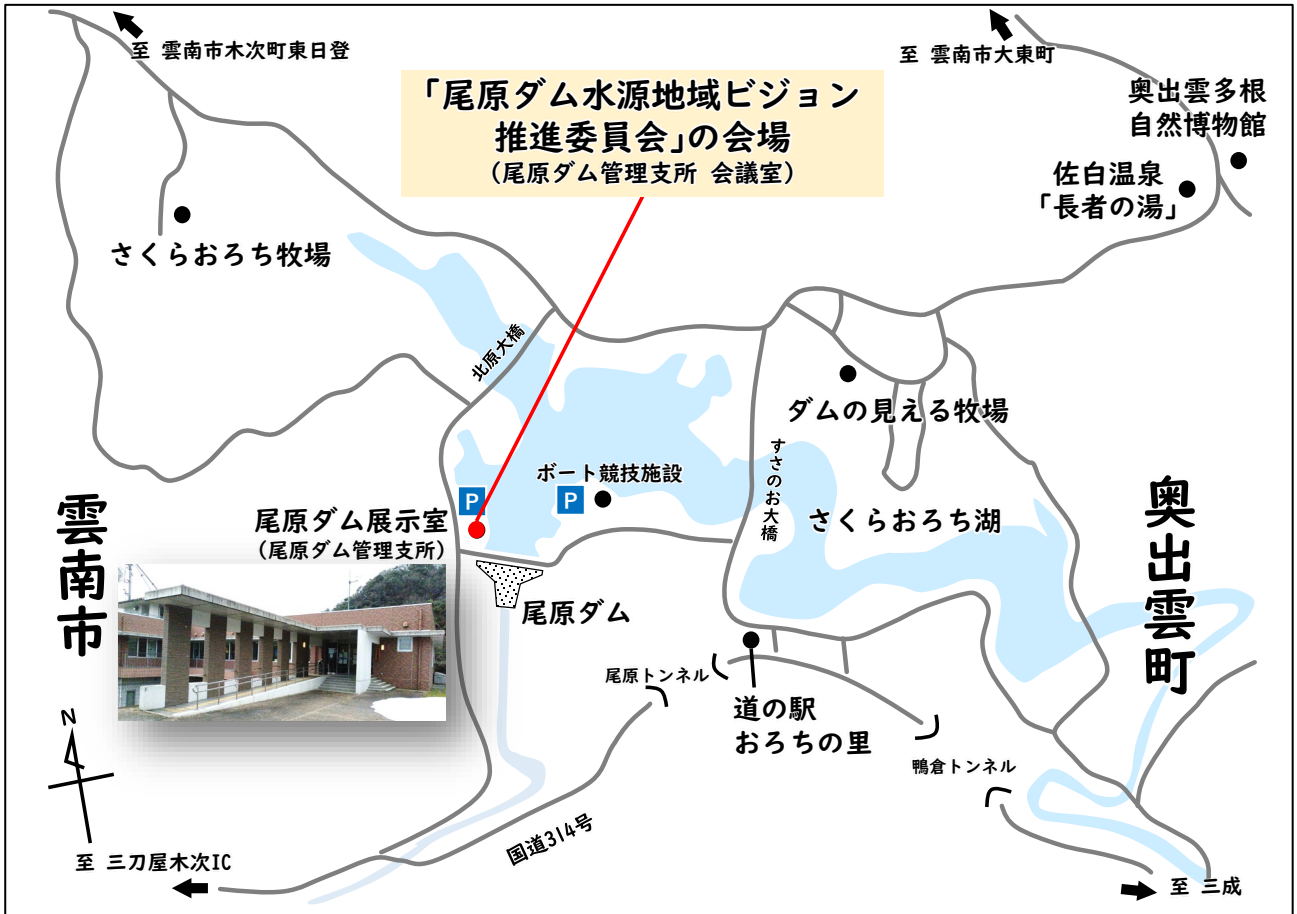 至 雲南市木次町東日登
至 雲南市大東町
「尾原ダム水源地域ビジョン
推進委員会」の会場
（尾原ダム管理支所 会議室）
奥出雲多根
自然博物館
佐白温泉
「長者の湯」
さくらおろち牧場
北原大橋
ダムの見える牧場
すさのお大橋
ボート競技施設
P
P
さくらおろち湖
雲南市
尾原ダム展示室
（尾原ダム管理支所）
奥出雲町
尾原ダム
尾原トンネル
道の駅
おろちの里
鴨倉トンネル
N
国道314号
至 三刀屋木次IC
至 三成